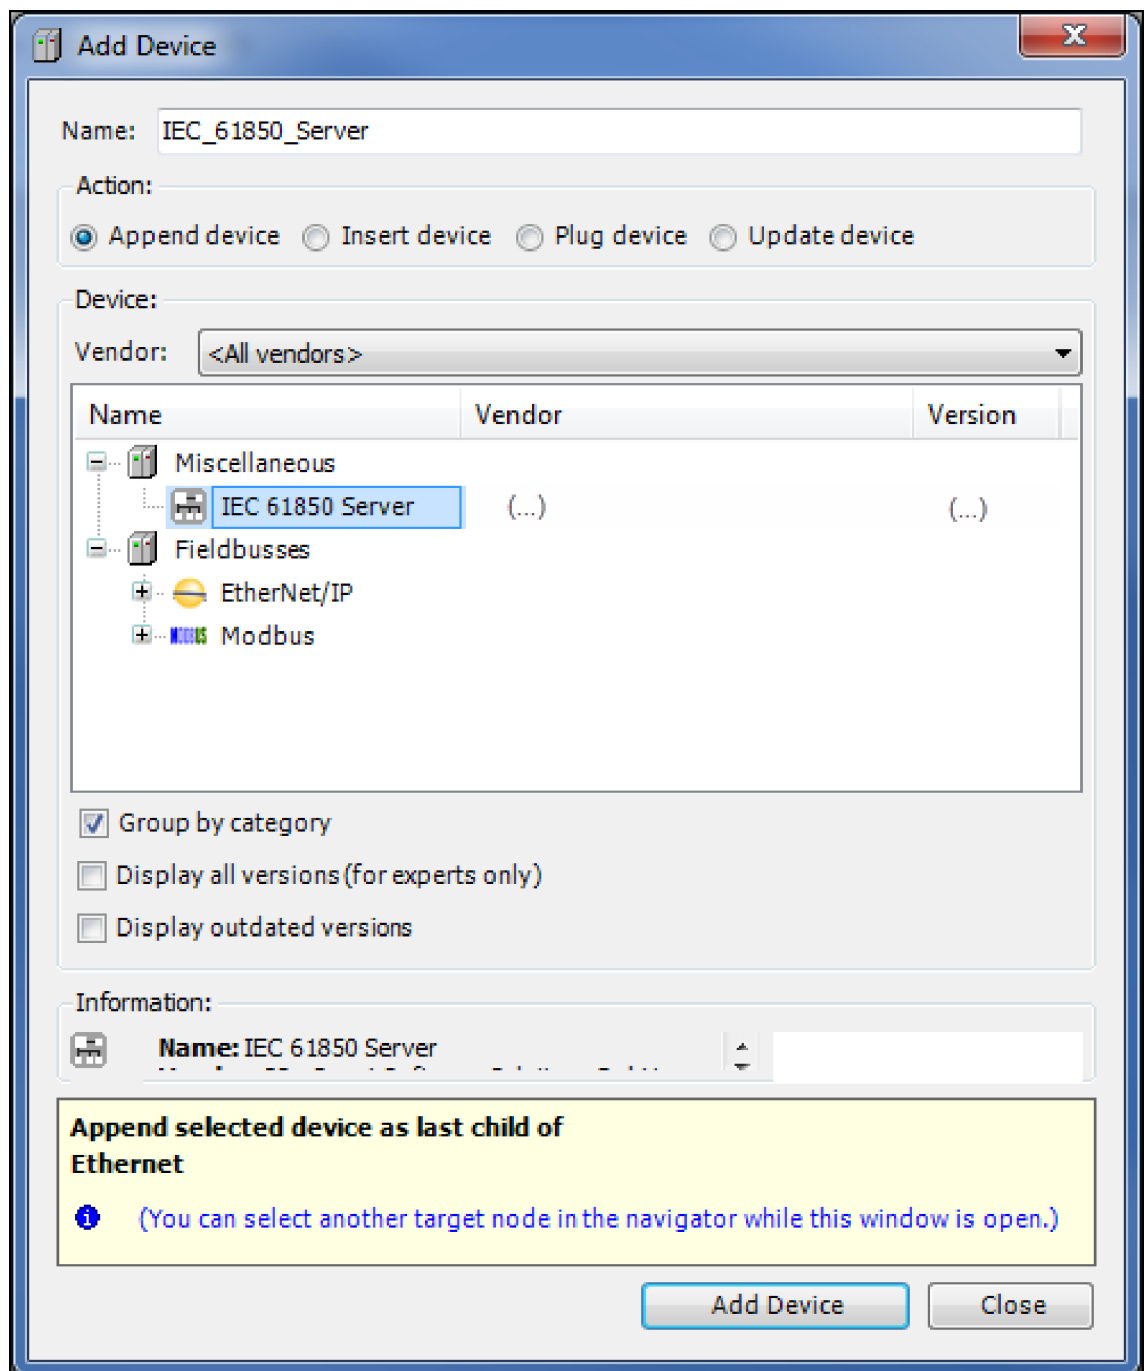 Add Device
Name: IEC_61850_Server
Action:
Append device Insert device Plug device Update device
Device:
Vendor: <All vendors>
Name Vendor Version
Miscellaneous
IEC 61850 Server (...) (...)
Fieldbusses
EtherNet/IP
MODBUS Modbus
Group by category
Display all versions (for experts only)
Display outdated versions
Information:
Name: IEC 61850 Server
Append selected device as last child of
Ethernet
(You can select another target node in the navigator while this window is open.)
Add Device Close